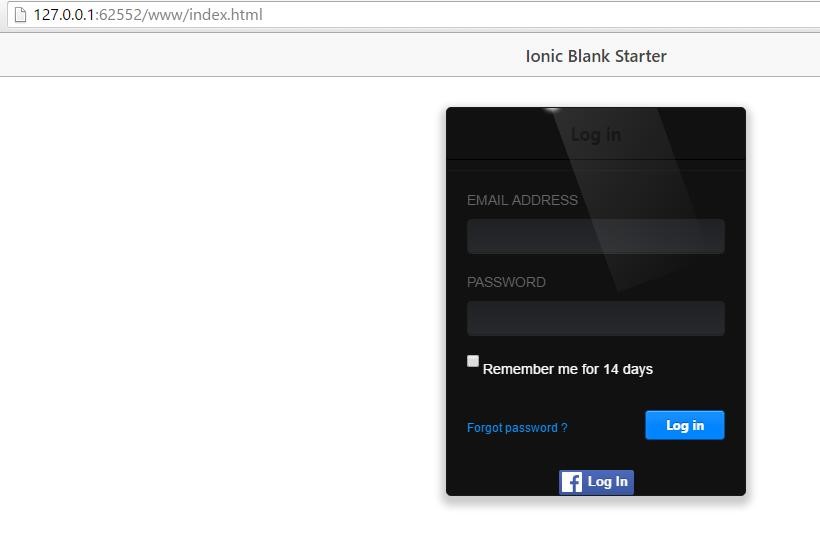 127.0.0.1:62552/www/index.html
Ionic Blank Starter
Log in
EMAIL ADDRESS
PASSWORD
Remember me for 14 days
Forgot password ?
Log in
Log In